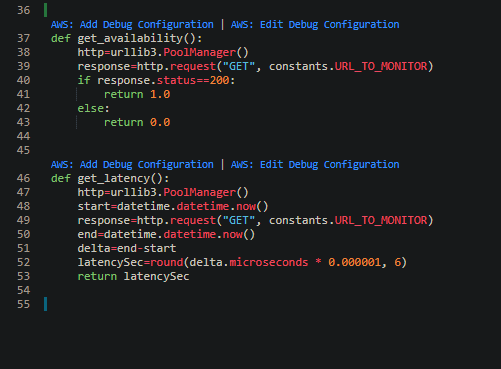 36
AWS: Add Debug Configuration | AWS: Edit Debug Configuration
37 def get_availability():
38     http=urllib3.PoolManager()
39     response=http.request("GET", constants.URL_TO_MONITOR)
40     if response.status==200:
41         return 1.0
42     else:
43         return 0.0
44
45
AWS: Add Debug Configuration | AWS: Edit Debug Configuration
46 def get_latency():
47     http=urllib3.PoolManager()
48     start=datetime.datetime.now()
49     response=http.request("GET", constants.URL_TO_MONITOR)
50     end=datetime.datetime.now()
51     delta=end-start
52     latencySec=round(delta.microseconds * 0.000001, 6)
53     return latencySec
54
55